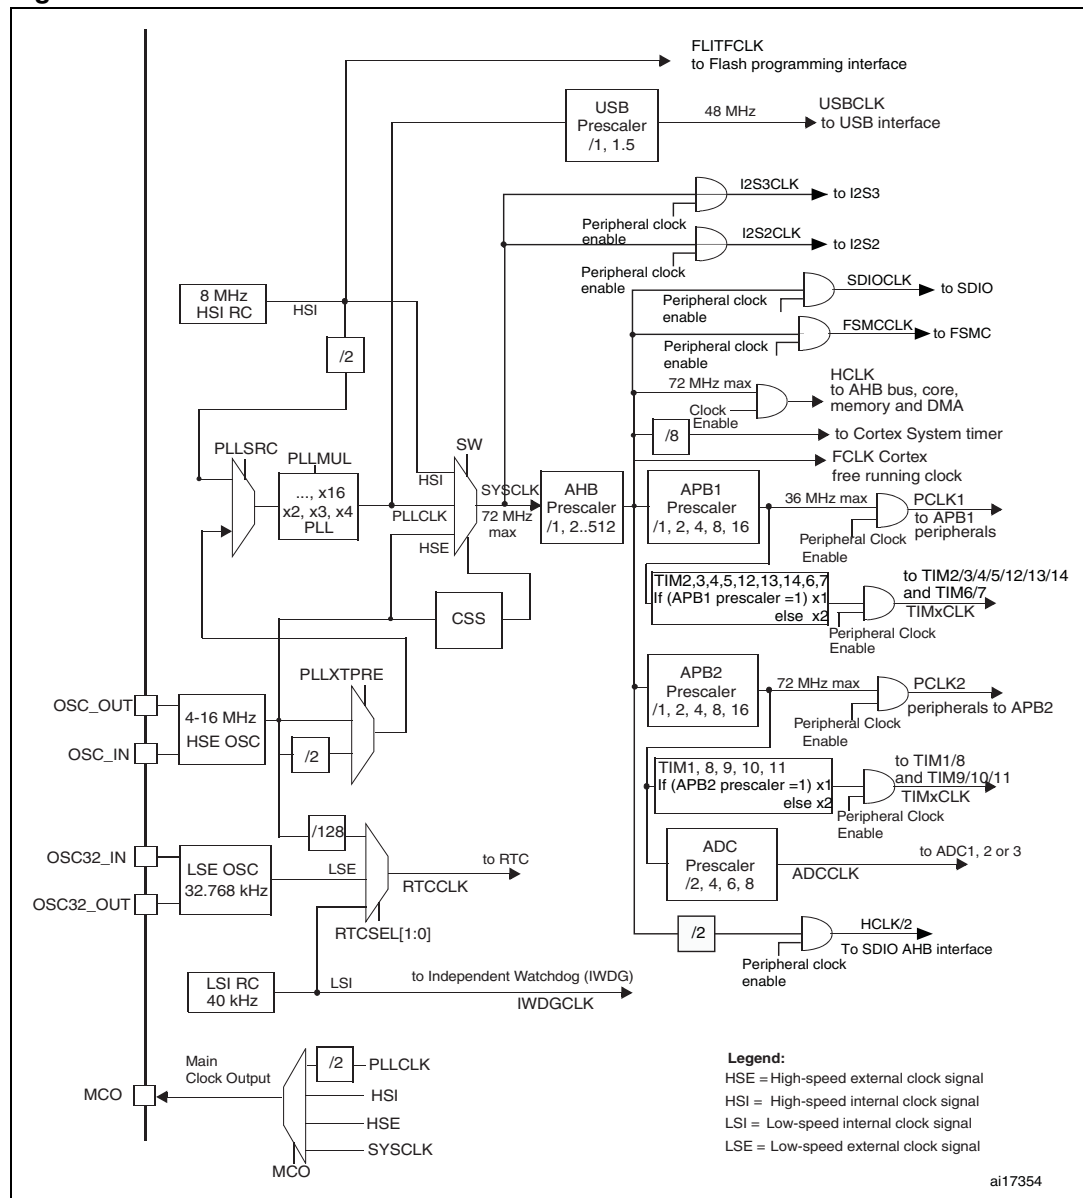 FLITFCLK
to Flash programming interface
USB
Prescaler
/1, 1.5
48 MHz
USBCLK
to USB interface
I2S3CLK
to I2S3
Peripheral clock
enable
I2S2CLK
to I2S2
Peripheral clock
enable
8 MHz
HSI RC
HSI
SDIOCLK
to SDIO
Peripheral clock
enable
FSMCCLK
to FSMC
Peripheral clock
enable
/2
HCLK
to AHB bus, core,
memory and DMA
72 MHz max
Clock
Enable
/8
to Cortex System timer
FCLK Cortex
free running clock
PLLSRC
PLLMUL
..., x16
x2, x3, x4
PLL
SW
HSI
PLLCLK
HSE
SYSCLK
72 MHz
max
AHB
Prescaler
/1, 2..512
APB1
Prescaler
/1, 2, 4, 8, 16
36 MHz max
PCLK1
to APB1
peripherals
Peripheral Clock
Enable
TIM2,3,4,5,12,13,14,6,7
If (APB1 prescaler =1) x1
else x2
to TIM2/3/4/5/12/13/14
and TIM6/7
TIMxCLK
Peripheral Clock
Enable
CSS
PLLXTPRE
OSC_OUT
OSC_IN
4-16 MHz
HSE OSC
/2
APB2
Prescaler
/1, 2, 4, 8, 16
72 MHz max
PCLK2
peripherals to APB2
Peripheral Clock
Enable
TIM1, 8, 9, 10, 11
If (APB2 prescaler =1) x1
else x2
to TIM1/8
and TIM9/10/11
TIMxCLK
Peripheral Clock
Enable
/128
OSC32_IN
OSC32_OUT
LSE OSC
32.768 kHz
LSE
to RTC
RTCCLK
RTCSEL[1:0]
ADC
Prescaler
/2, 4, 6, 8
to ADC1, 2 or 3
ADCCLK
/2
HCLK/2
To SDIO AHB interface
Peripheral clock
enable
LSI RC
40 kHz
LSI
to Independent Watchdog (IWDG)
IWDGCLK
MCO
Main
Clock Output
/2
PLLCLK
HSI
HSE
SYSCLK
MCO
Legend:
HSE = High-speed external clock signal
HSI = High-speed internal clock signal
LSI = Low-speed internal clock signal
LSE = Low-speed external clock signal
ai17354